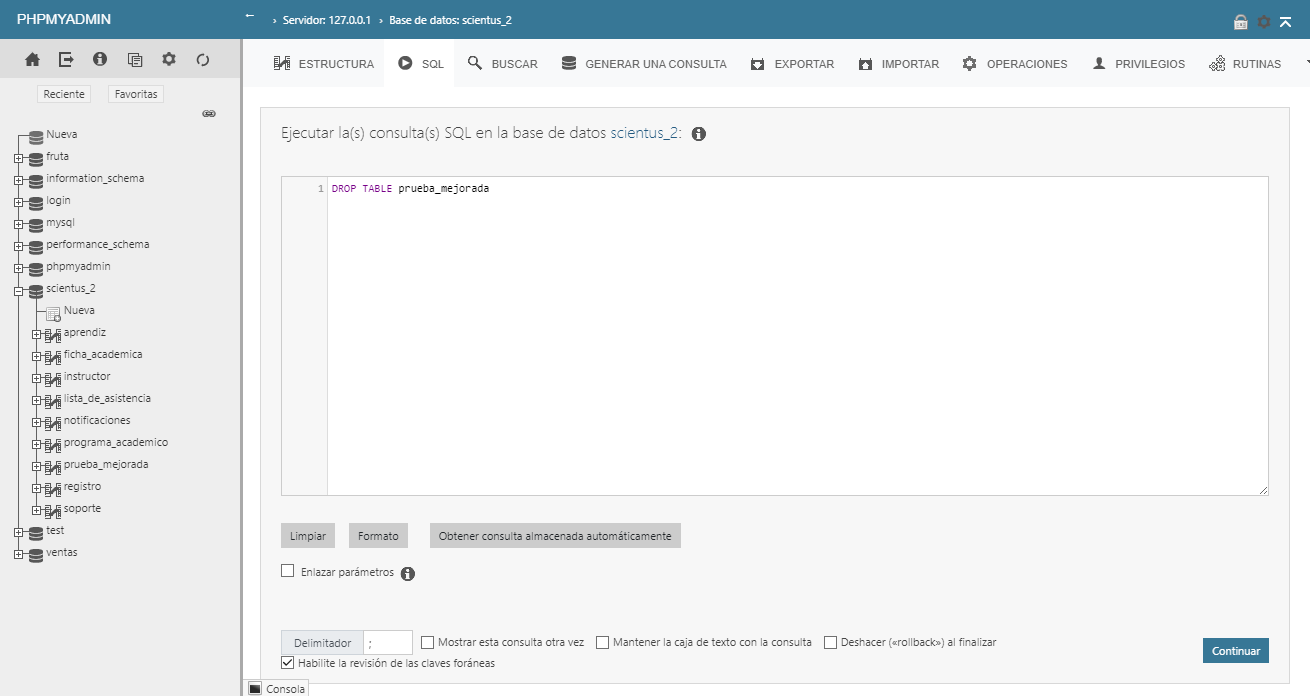 PHPMYADMIN
← › Servidor: 127.0.0.1 › Base de datos: scientus_2
Reciente Favoritas
Nueva
fruta
information_schema
login
mysql
performance_schema
phpmyadmin
scientus_2
Nueva
aprendiz
ficha_academica
instructor
lista_de_asistencia
notificaciones
programa_academico
prueba_mejorada
registro
soporte
test
ventas
ESTRUCTURA SQL BUSCAR GENERAR UNA CONSULTA EXPORTAR IMPORTAR OPERACIONES PRIVILEGIOS RUTINAS
Ejecutar la(s) consulta(s) SQL en la base de datos scientus_2:
1 DROP TABLE prueba_mejorada
Limpiar Formato Obtener consulta almacenada automáticamente
Enlazar parámetros
Delimitador ; Mostrar esta consulta otra vez Mantener la caja de texto con la consulta Deshacer («rollback») al finalizar
Habilite la revisión de las claves foráneas
Continuar
Consola